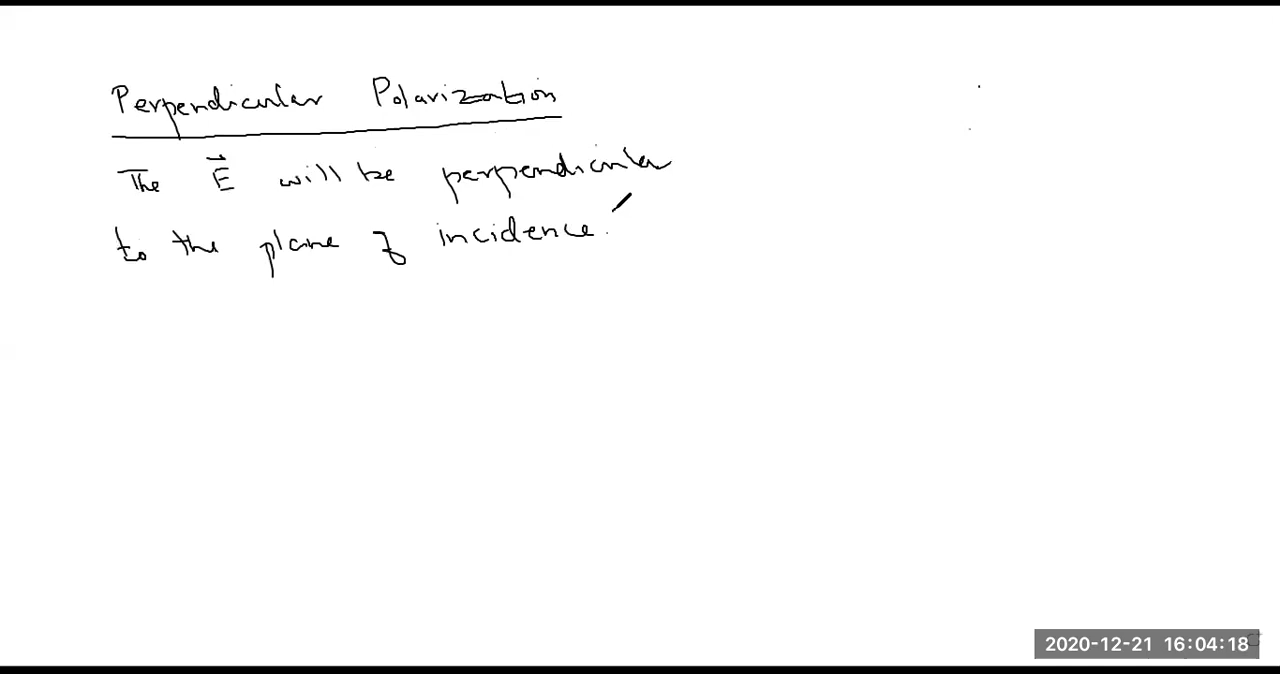 Perpendicular Polarization
The E⃗ will be perpendicular
to the plane of incidence.
2020-12-21 16:04:18